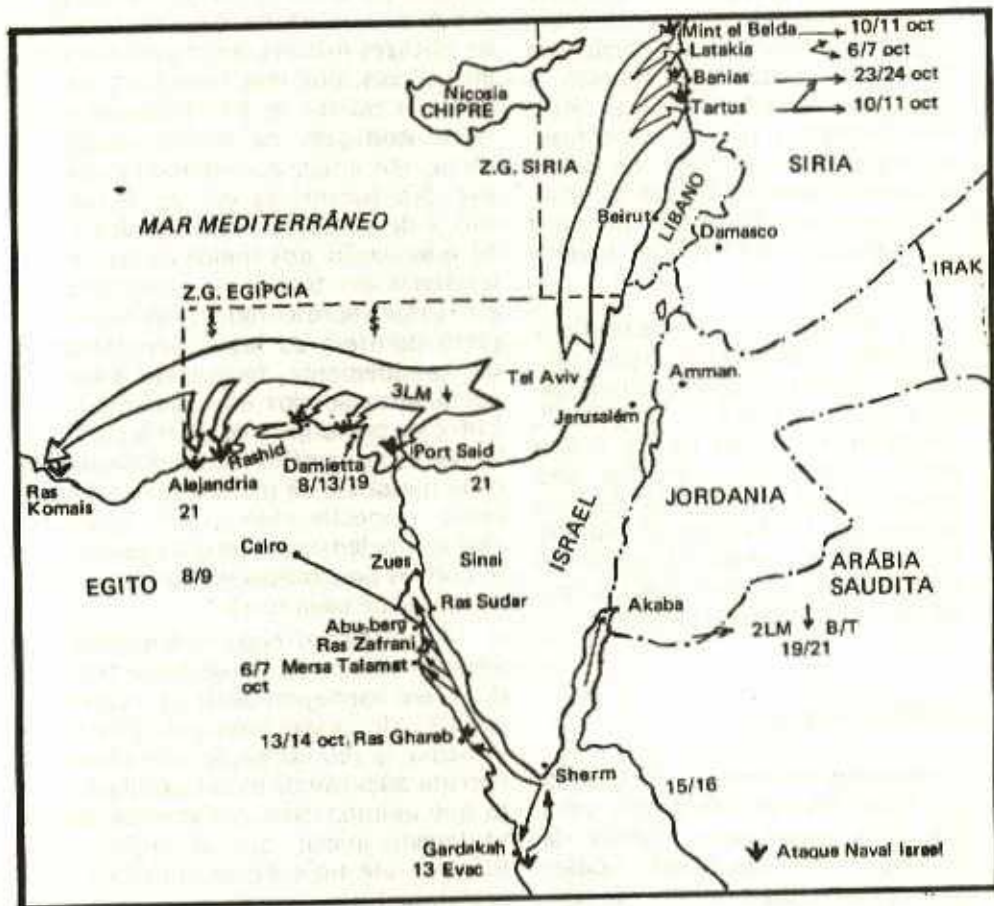 Mint el Belda 10/11 oct
Latakia 6/7 oct
Banias 23/24 oct
Tartus 10/11 oct
Nicosia
CHIPRE
Z.G. SIRIA
SIRIA
LIBANO
Beirut
Damasco
MAR MEDITERRÂNEO
IRAK
Z.G. EGIPCIA
Tel Aviv
Amman
3LM
Jerusalém
Rashid
Port Said
Damietta
8/13/19
21
Ras
Komais
Alejandria
21
JORDANIA
ISRAEL
Cairo
Zues
Sinai
ARÁBIA
SAUDITA
EGITO
8/9
Ras Sudar
Akaba
Abu berg
Ras Zafrani
2LM B/T
19/21
Mersa Talamat
6/7
oct
13/14 oct, Ras Ghareb
Sherm
15/16
Gardakah
13 Evac
Ataque Naval Israel